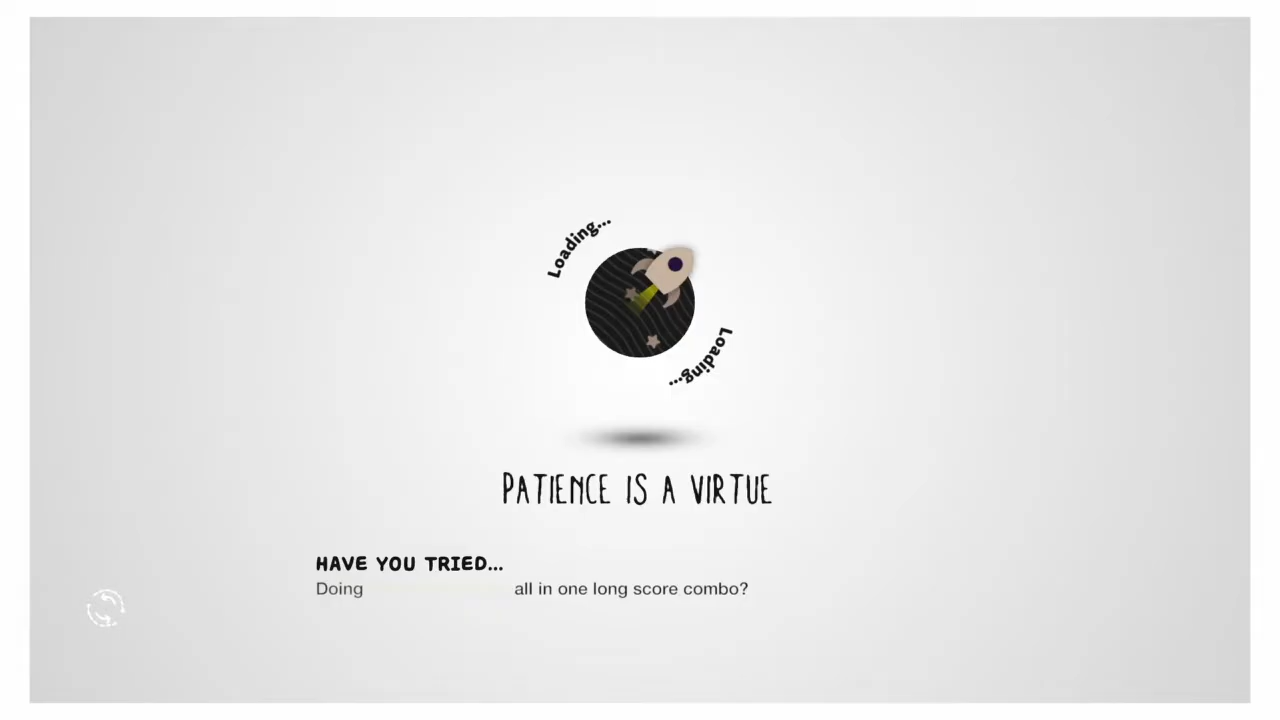 Loading...
Loading...
PATIENCE IS A VIRTUE
HAVE YOU TRIED...
Doing all in one long score combo?